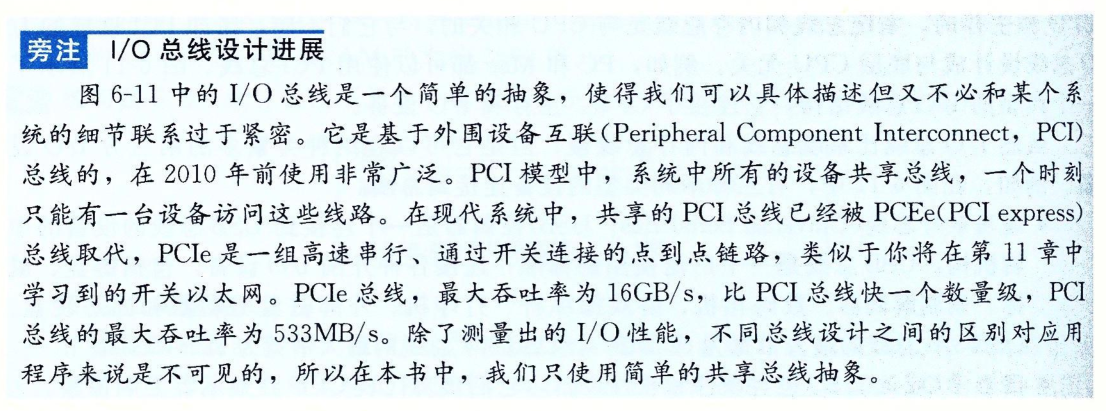 旁注 I/O 总线设计进展
图 6-11 中的 I/O 总线是一个简单的抽象，使得我们可以具体描述但又不必和某个系
统的细节联系过于紧密。它是基于外围设备互联(Peripheral Component Interconnect，PCI)
总线的，在 2010 年前使用非常广泛。PCI 模型中，系统中所有的设备共享总线，一个时刻
只能有一台设备访问这些线路。在现代系统中，共享的 PCI 总线已经被 PCEe(PCI express)
总线取代，PCIe 是一组高速串行、通过开关连接的点到点链路，类似于你将在第 11 章中
学习到的开关以太网。PCIe 总线，最大吞吐率为 16GB/s，比 PCI 总线快一个数量级，PCI
总线的最大吞吐率为 533MB/s。除了测量出的 I/O 性能，不同总线设计之间的区别对应用
程序来说是不可见的，所以在本书中，我们只使用简单的共享总线抽象。